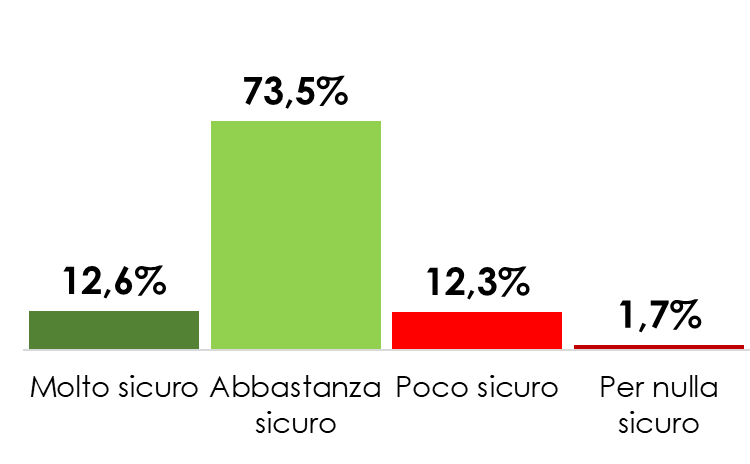 73,5%
12,6%
12,3%
1,7%
Molto sicuro
Abbastanza
sicuro
Poco sicuro
Per nulla
sicuro